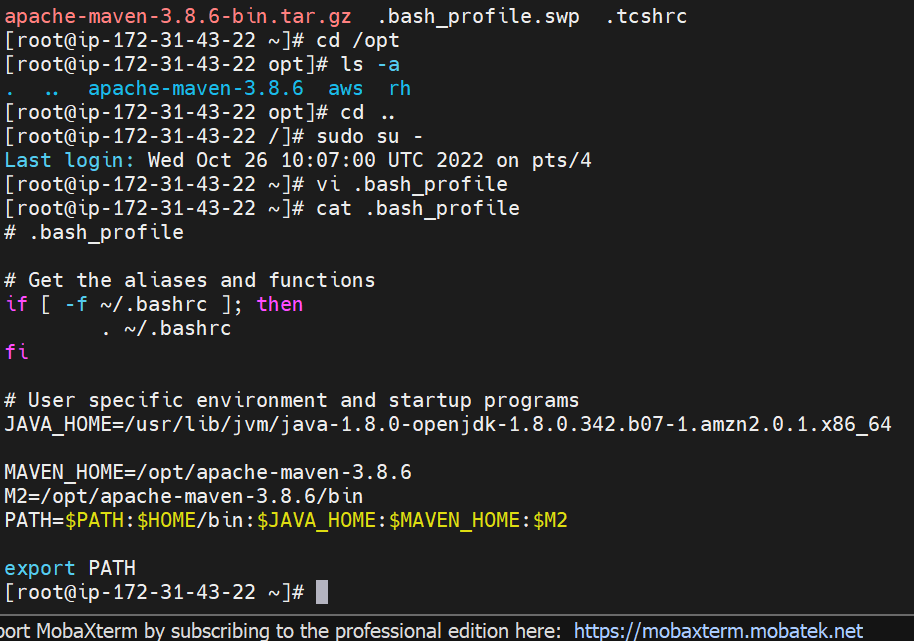 apache-maven-3.8.6-bin.tar.gz  .bash_profile.swp  .tcshrc
[root@ip-172-31-43-22 ~]# cd /opt
[root@ip-172-31-43-22 opt]# ls -a
.  ..  apache-maven-3.8.6  aws  rh
[root@ip-172-31-43-22 opt]# cd ..
[root@ip-172-31-43-22 /]# sudo su -
Last login: Wed Oct 26 10:07:00 UTC 2022 on pts/4
[root@ip-172-31-43-22 ~]# vi .bash_profile
[root@ip-172-31-43-22 ~]# cat .bash_profile
# .bash_profile

# Get the aliases and functions
if [ -f ~/.bashrc ]; then
        . ~/.bashrc
fi

# User specific environment and startup programs
JAVA_HOME=/usr/lib/jvm/java-1.8.0-openjdk-1.8.0.342.b07-1.amzn2.0.1.x86_64

MAVEN_HOME=/opt/apache-maven-3.8.6
M2=/opt/apache-maven-3.8.6/bin
PATH=$PATH:$HOME/bin:$JAVA_HOME:$MAVEN_HOME:$M2

export PATH
[root@ip-172-31-43-22 ~]#
port MobaXterm by subscribing to the professional edition here:  https://mobaxterm.mobatek.net